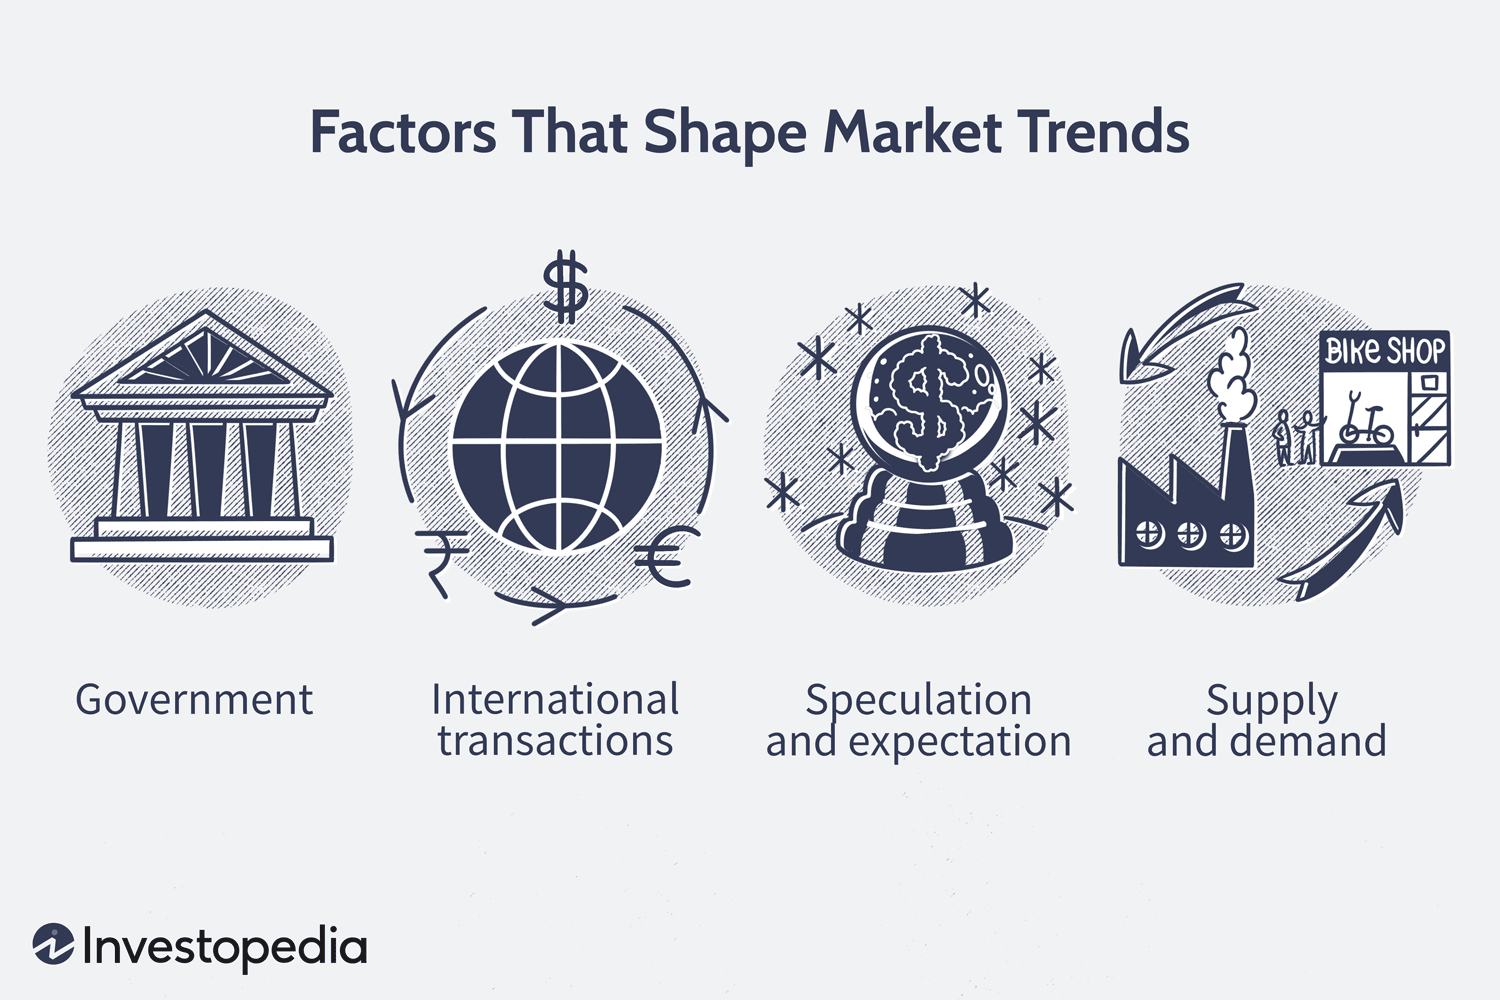 Factors That Shape Market Trends
$
₹
€
$
BIKE SHOP
Government
International
transactions
Speculation
and expectation
Supply
and demand
Investopedia